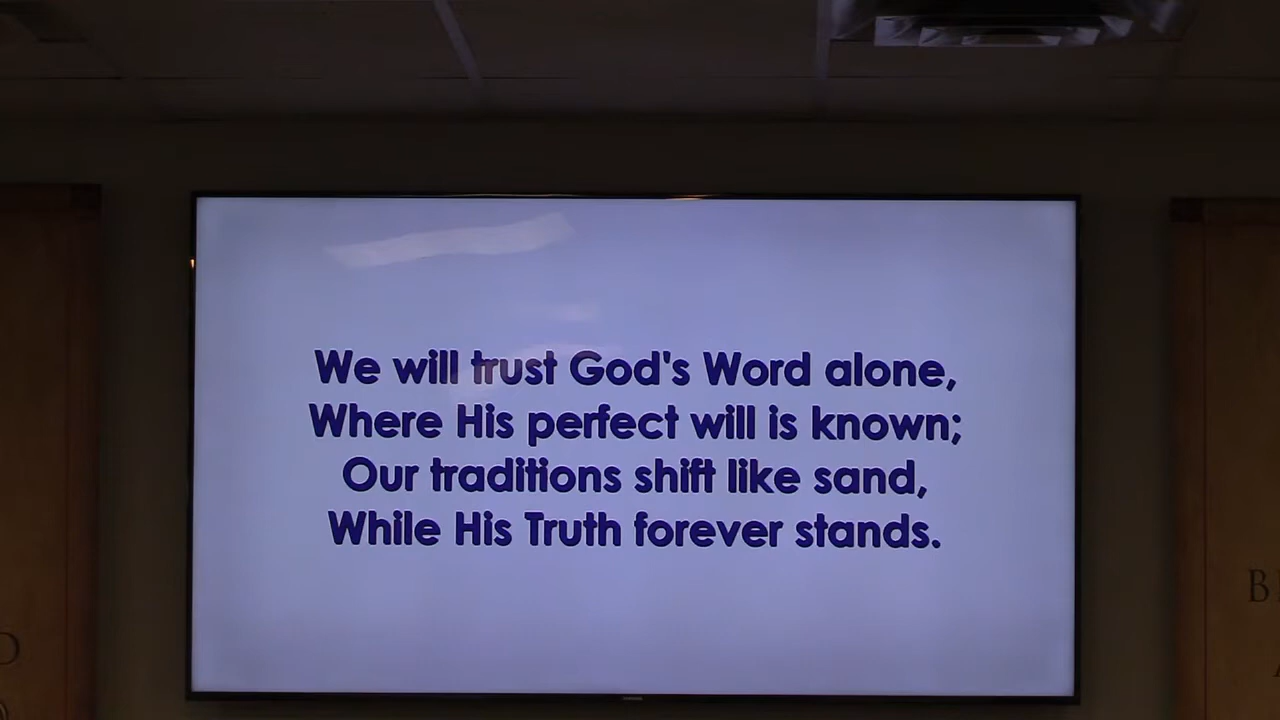 We will trust God's Word alone,
Where His perfect will is known;
Our traditions shift like sand,
While His Truth forever stands.
B